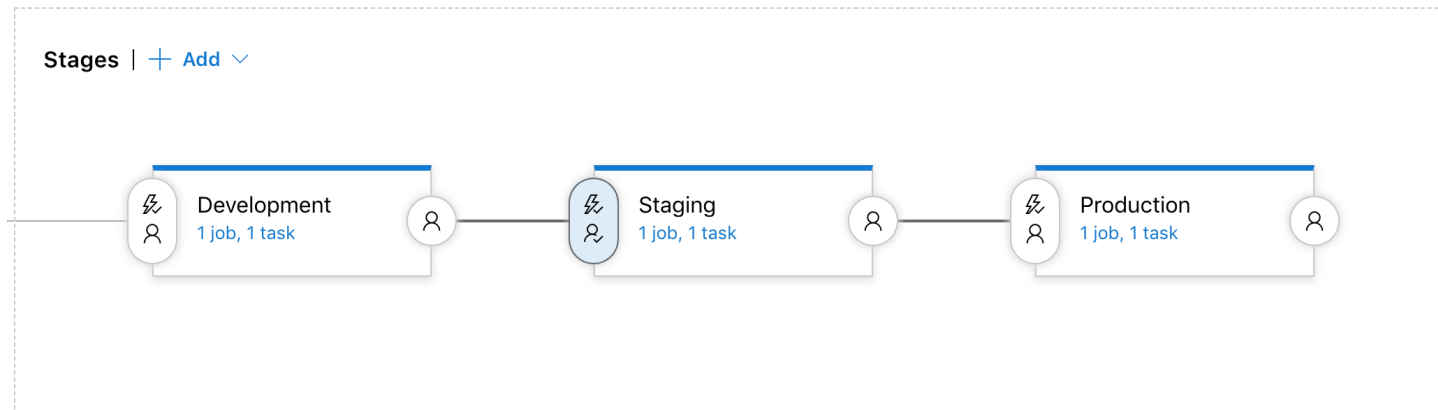 Stages | + Add
Development
1 job, 1 task
Staging
1 job, 1 task
Production
1 job, 1 task